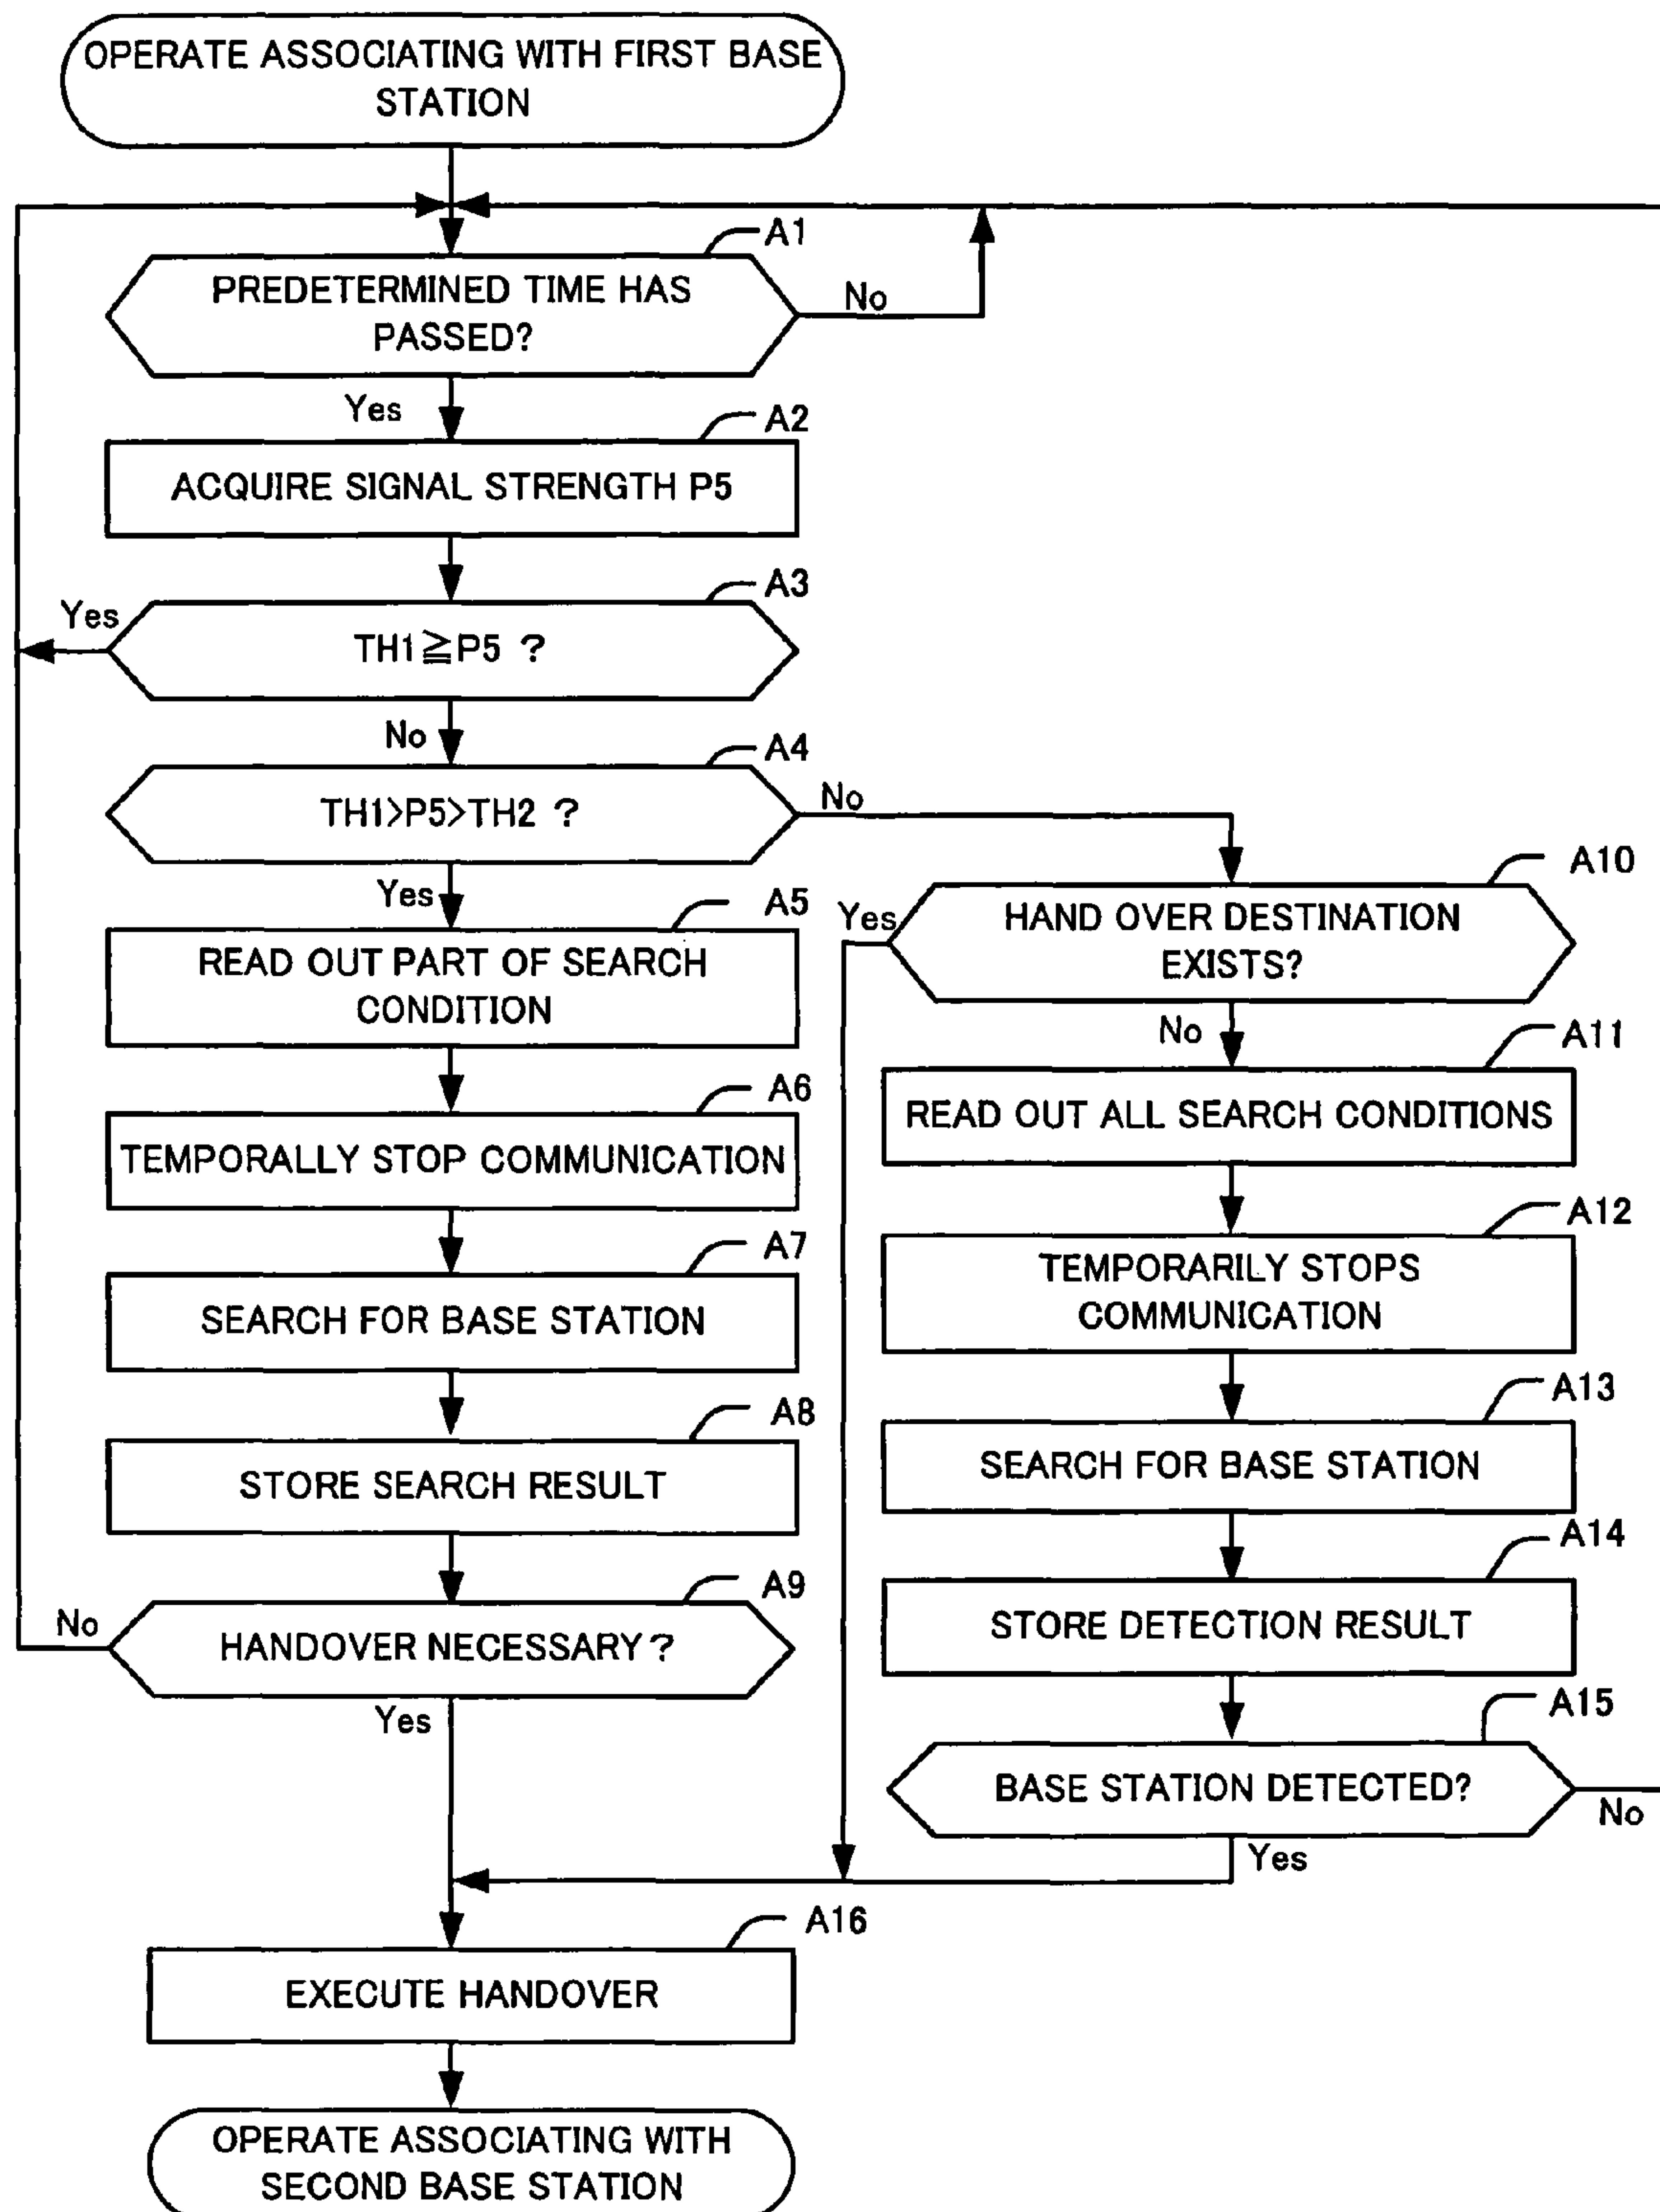 OPERATE ASSOCIATING WITH FIRST BASE
STATION
A1
PREDETERMINED TIME HAS
PASSED?
No
Yes
A2
ACQUIRE SIGNAL STRENGTH P5
A3
Yes
TH1≧P5 ?
No
A4
TH1>P5>TH2 ?
No
Yes
A5
READ OUT PART OF SEARCH
CONDITION
A6
TEMPORALLY STOP COMMUNICATION
A7
SEARCH FOR BASE STATION
A8
STORE SEARCH RESULT
A9
No
HANDOVER NECESSARY ?
Yes
A10
Yes
HAND OVER DESTINATION
EXISTS?
No
A11
READ OUT ALL SEARCH CONDITIONS
A12
TEMPORARILY STOPS
COMMUNICATION
A13
SEARCH FOR BASE STATION
A14
STORE DETECTION RESULT
A15
BASE STATION DETECTED?
No
Yes
A16
EXECUTE HANDOVER
OPERATE ASSOCIATING WITH
SECOND BASE STATION